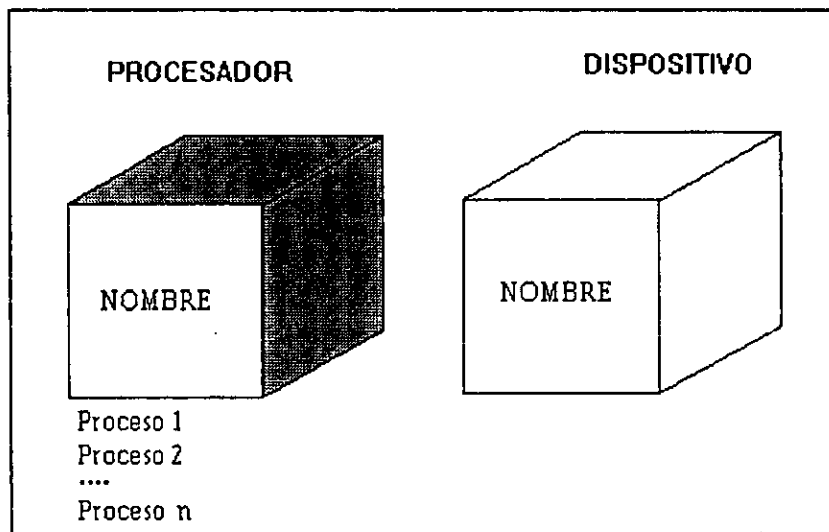 PROCESADOR
DISPOSITIVO
NOMBRE
NOMBRE
Proceso 1
Proceso 2
....
Proceso n